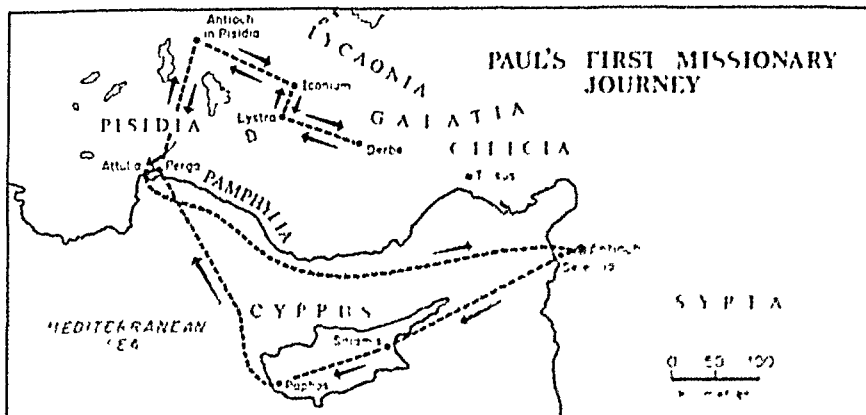 Antioch
in Pisidia
LYCAONIA
PAUL'S FIRST MISSIONARY
JOURNEY
Iconium
Lystra
GALATIA
PISIDIA
Derbe
CILICIA
Perga
PAMPHYLIA
Antioch
CYPRUS
SYRIA
MEDITERRANEAN
SEA
Paphos
0 50 100